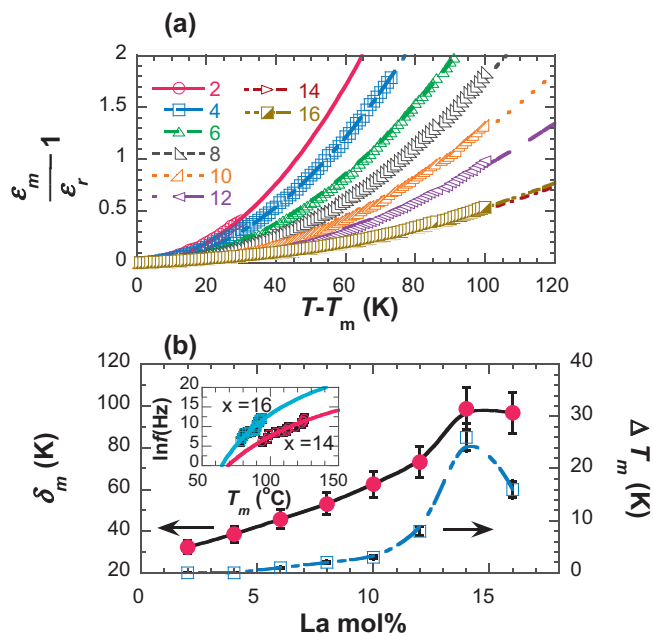 (a)
2
1.5
1
0.5
0
ε_m/ε_r − 1
2
4
6
8
10
12
14
16
0 20 40 60 80 100 120
T-T_m (K)
(b)
120
100
80
60
40
20
δ_m (K)
20
15
10
5
0
lnf(Hz)
x =16
x =14
50 100 150
T_m (°C)
40
30
20
10
0
Δ T_m (K)
0 5 10 15
La mol%